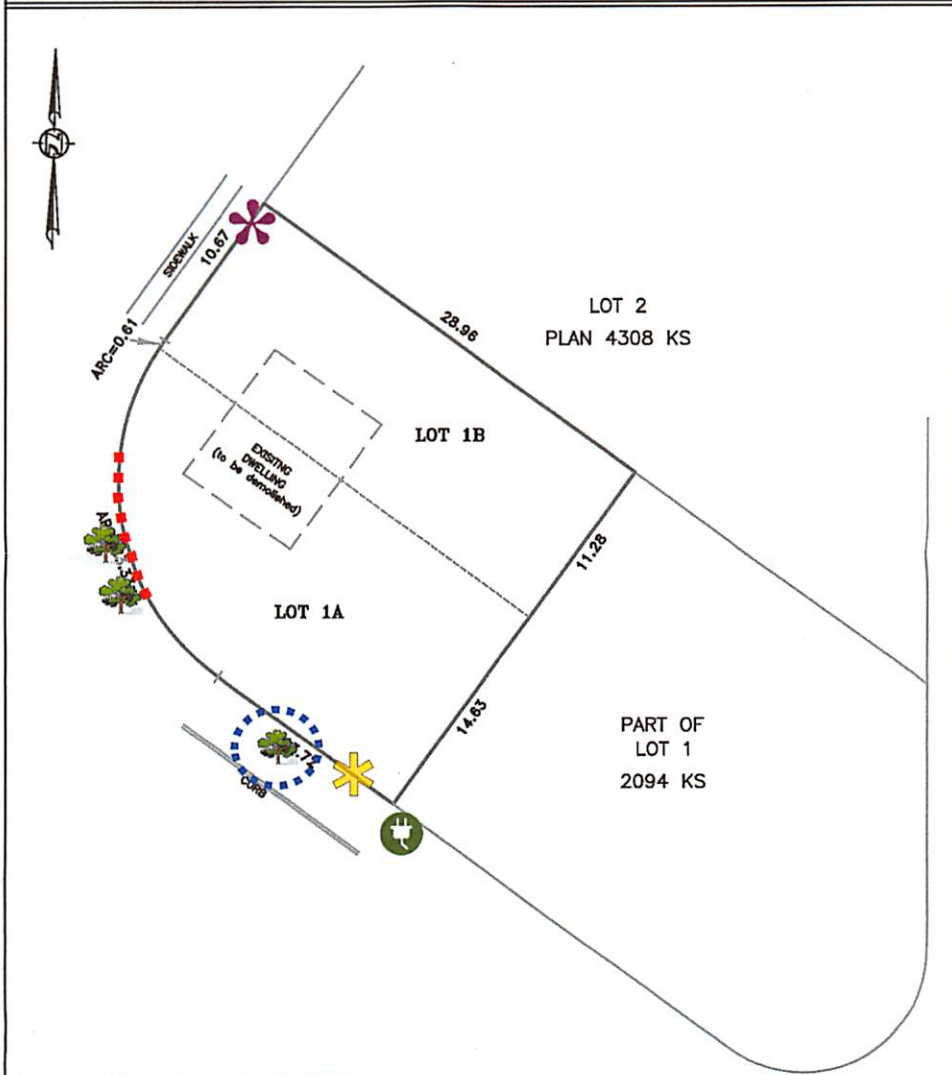 SIDEWALK
10.67
ARC=0.61
28.96
LOT 2
PLAN 4308 KS
LOT 1B
EXISITNG
DWELLING
(to be demolished)
11.28
LOT 1A
14.63
PART OF
LOT 1
2094 KS
CURB